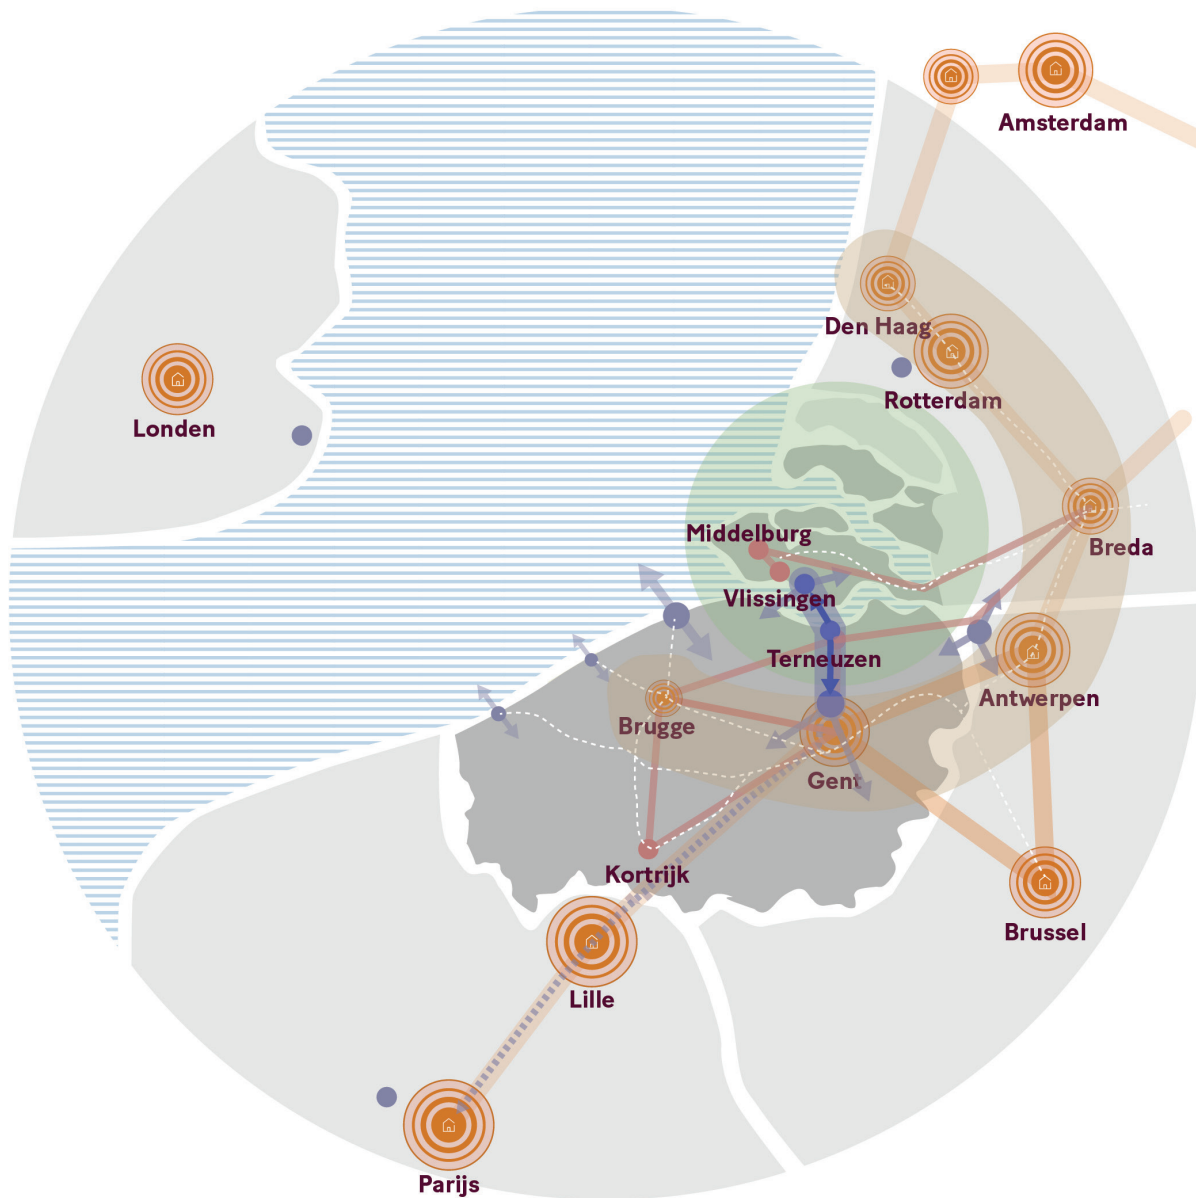 Amsterdam
Den Haag
Rotterdam
Londen
Middelburg
Breda
Vlissingen
Terneuzen
Antwerpen
Brugge
Gent
Kortrijk
Brussel
Lille
Parijs